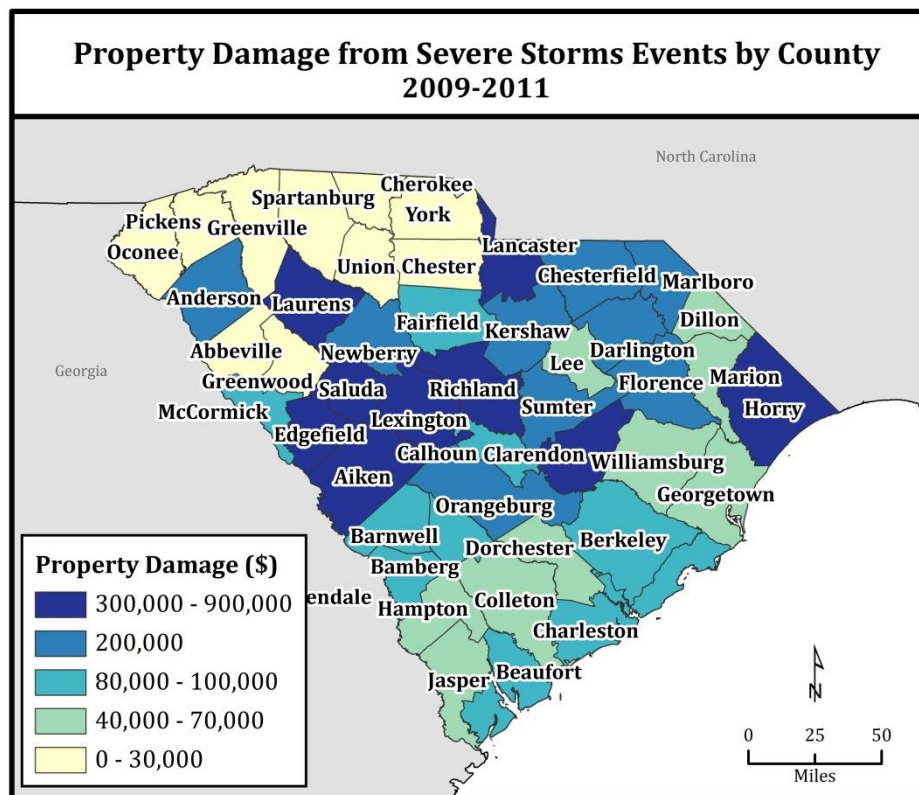 Property Damage from Severe Storms Events by County
2009-2011
North Carolina
Cherokee
Spartanburg
York
Pickens
Greenville
Oconee
Union
Chester
Lancaster
Chesterfield
Marlboro
Anderson
Laurens
Dillon
Fairfield
Kershaw
Abbeville
Newberry
Lee
Darlington
Georgia
Greenwood
Saluda
Richland
Florence
Marion
McCormick
Lexington
Sumter
Horry
Edgefield
Calhoun
Clarendon
Williamsburg
Aiken
Georgetown
Orangeburg
Barnwell
Dorchester
Berkeley
Bamberg
endale
Hampton
Colleton
Charleston
Jasper
Beaufort
Property Damage ($)
300,000 - 900,000
200,000
80,000 - 100,000
40,000 - 70,000
0 - 30,000
N
0 25 50
Miles